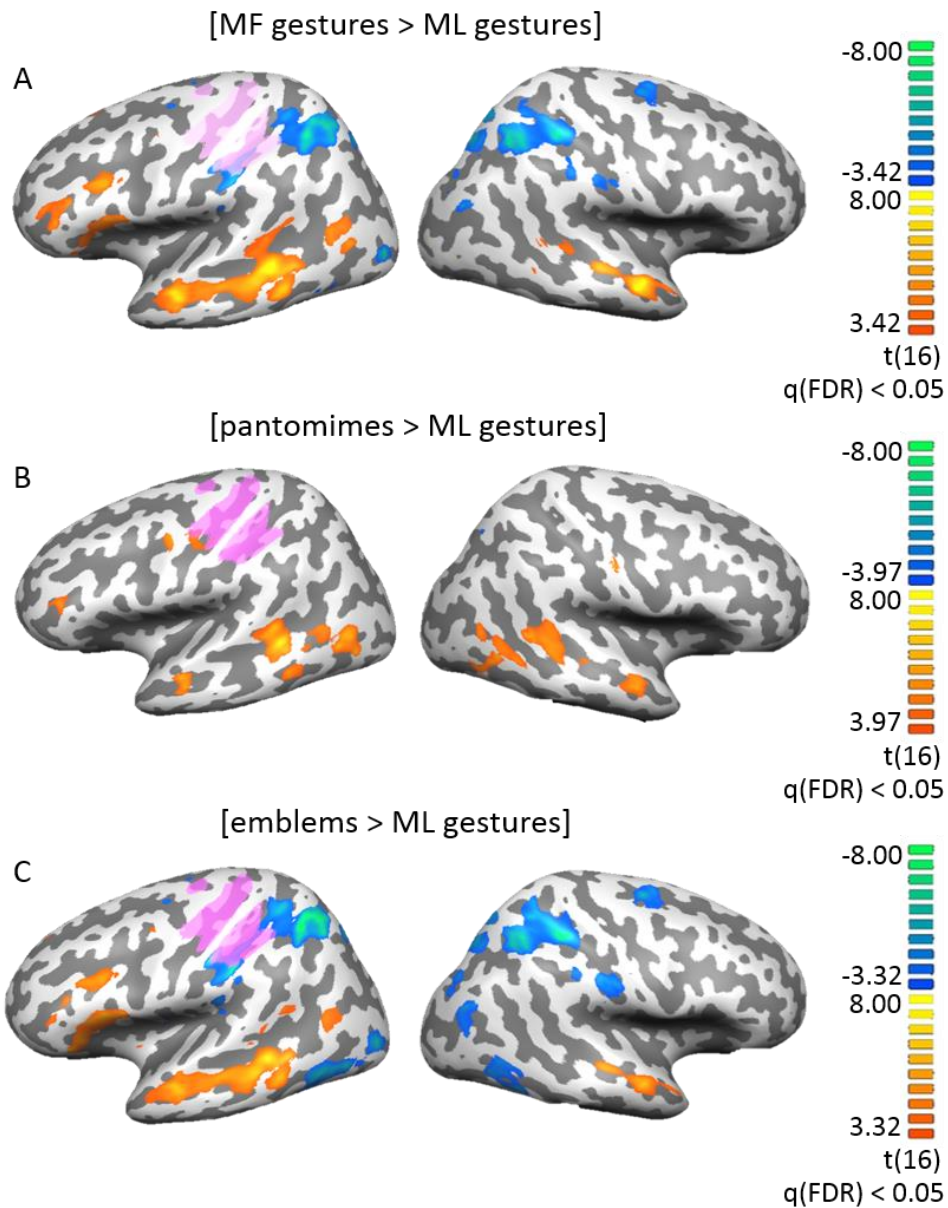 [MF gestures > ML gestures]
A
-8.00
-3.42
8.00
3.42
t(16)
q(FDR) < 0.05
[pantomimes > ML gestures]
B
-8.00
-3.97
8.00
3.97
t(16)
q(FDR) < 0.05
[emblems > ML gestures]
C
-8.00
-3.32
8.00
3.32
t(16)
q(FDR) < 0.05